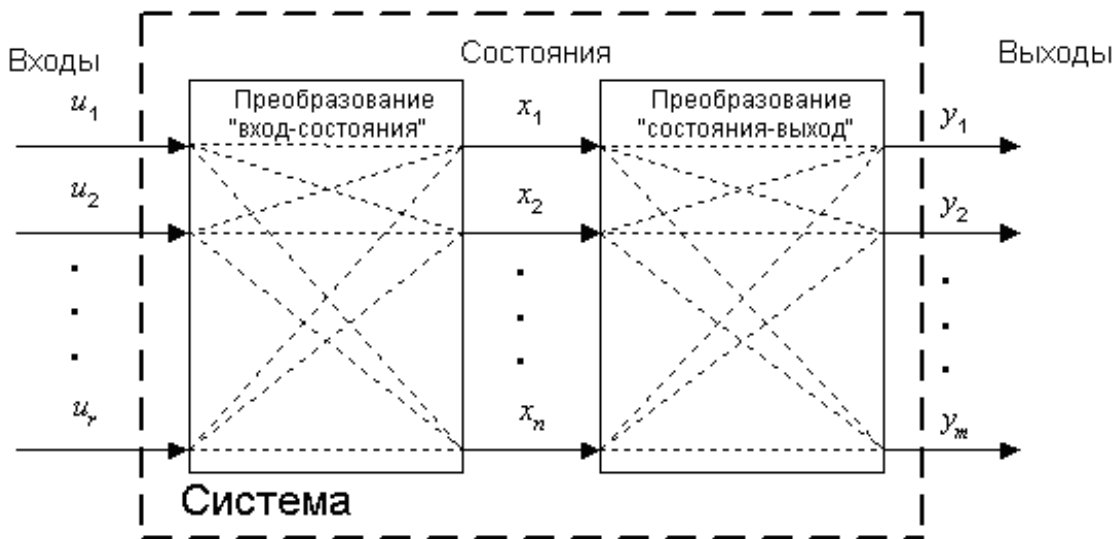 Входы
Состояния
Выходы
Преобразование
"вход-состояния"
Преобразование
"состояния-выход"
u1
x1
y1
u2
x2
y2
ur
xn
ym
Система